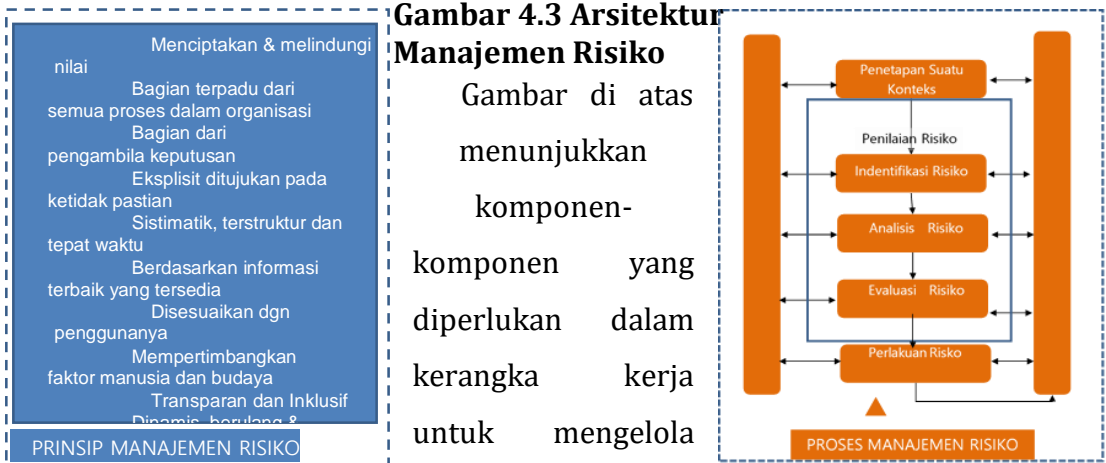 Menciptakan & melindungi
nilai
Bagian terpadu dari
semua proses dalam organisasi
Bagian dari
pengambila keputusan
Eksplisit ditujukan pada
ketidak pastian
Sistimatik, terstruktur dan
tepat waktu
Berdasarkan informasi
terbaik yang tersedia
Disesuaikan dgn
penggunanya
Mempertimbangkan
faktor manusia dan budaya
Transparan dan Inklusif
Dinamis, berulang &
PRINSIP MANAJEMEN RISIKO
Gambar 4.3 Arsitektur
Manajemen Risiko
Gambar di atas
menunjukkan
komponen-
komponen yang
diperlukan dalam
kerangka kerja
untuk mengelola
Penetapan Suatu
Konteks
Penilaian Risiko
Indentifikasi Risiko
Analisis Risiko
Evaluasi Risiko
Perlakuan Risko
PROSES MANAJEMEN RISIKO